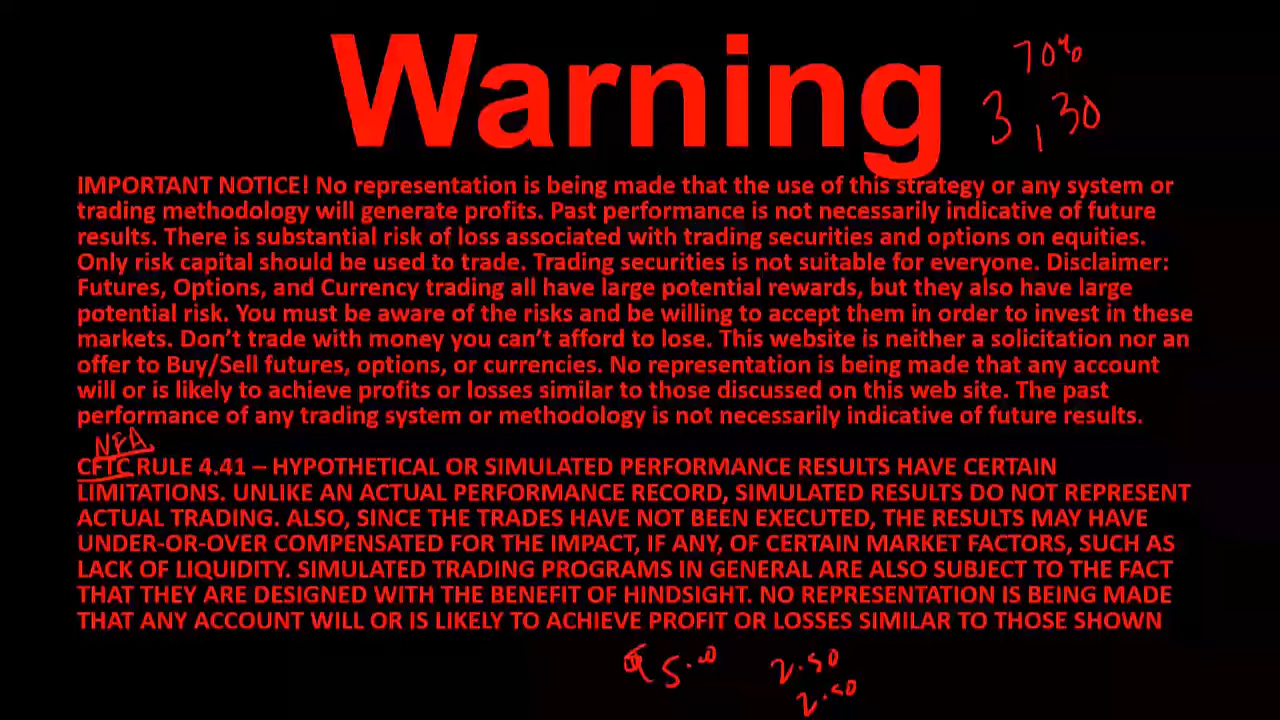 Warning
70%
3, 30
IMPORTANT NOTICE! No representation is being made that the use of this strategy or any system or
trading methodology will generate profits. Past performance is not necessarily indicative of future
results. There is substantial risk of loss associated with trading securities and options on equities.
Only risk capital should be used to trade. Trading securities is not suitable for everyone. Disclaimer:
Futures, Options, and Currency trading all have large potential rewards, but they also have large
potential risk. You must be aware of the risks and be willing to accept them in order to invest in these
markets. Don't trade with money you can't afford to lose. This website is neither a solicitation nor an
offer to Buy/Sell futures, options, or currencies. No representation is being made that any account
will or is likely to achieve profits or losses similar to those discussed on this web site. The past
performance of any trading system or methodology is not necessarily indicative of future results.
NFA
CFTC RULE 4.41 – HYPOTHETICAL OR SIMULATED PERFORMANCE RESULTS HAVE CERTAIN
LIMITATIONS. UNLIKE AN ACTUAL PERFORMANCE RECORD, SIMULATED RESULTS DO NOT REPRESENT
ACTUAL TRADING. ALSO, SINCE THE TRADES HAVE NOT BEEN EXECUTED, THE RESULTS MAY HAVE
UNDER-OR-OVER COMPENSATED FOR THE IMPACT, IF ANY, OF CERTAIN MARKET FACTORS, SUCH AS
LACK OF LIQUIDITY. SIMULATED TRADING PROGRAMS IN GENERAL ARE ALSO SUBJECT TO THE FACT
THAT THEY ARE DESIGNED WITH THE BENEFIT OF HINDSIGHT. NO REPRESENTATION IS BEING MADE
THAT ANY ACCOUNT WILL OR IS LIKELY TO ACHIEVE PROFIT OR LOSSES SIMILAR TO THOSE SHOWN
5.00 2.50
2.50